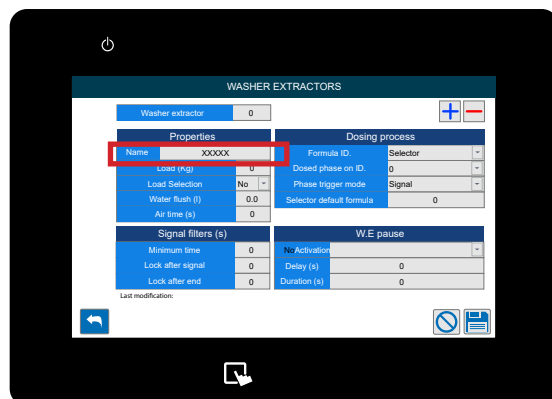 WASHER EXTRACTORS
Washer extractor 0
Properties
Name XXXXX
Load (Kg) 0
Load Selection No
Water flush (l) 0.0
Air time (s) 0
Dosing process
Formula ID. Selector
Dosed phase on ID. 0
Phase trigger mode Signal
Selector default formula 0
Signal filters (s)
Minimum time 0
Lock after signal 0
Lock after end 0
W.E pause
NoActivation
Delay (s) 0
Duration (s) 0
Last modification: